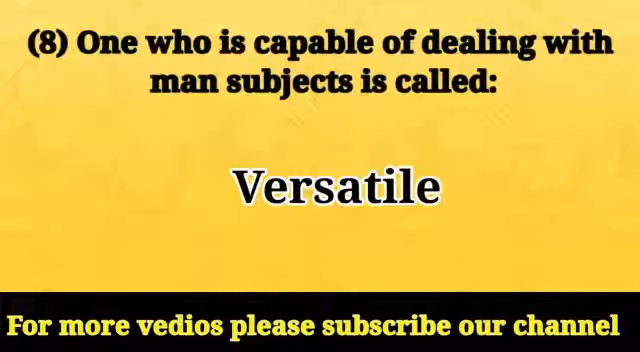 (8) One who is capable of dealing with
man subjects is called:
Versatile
For more vedios please subscribe our channel